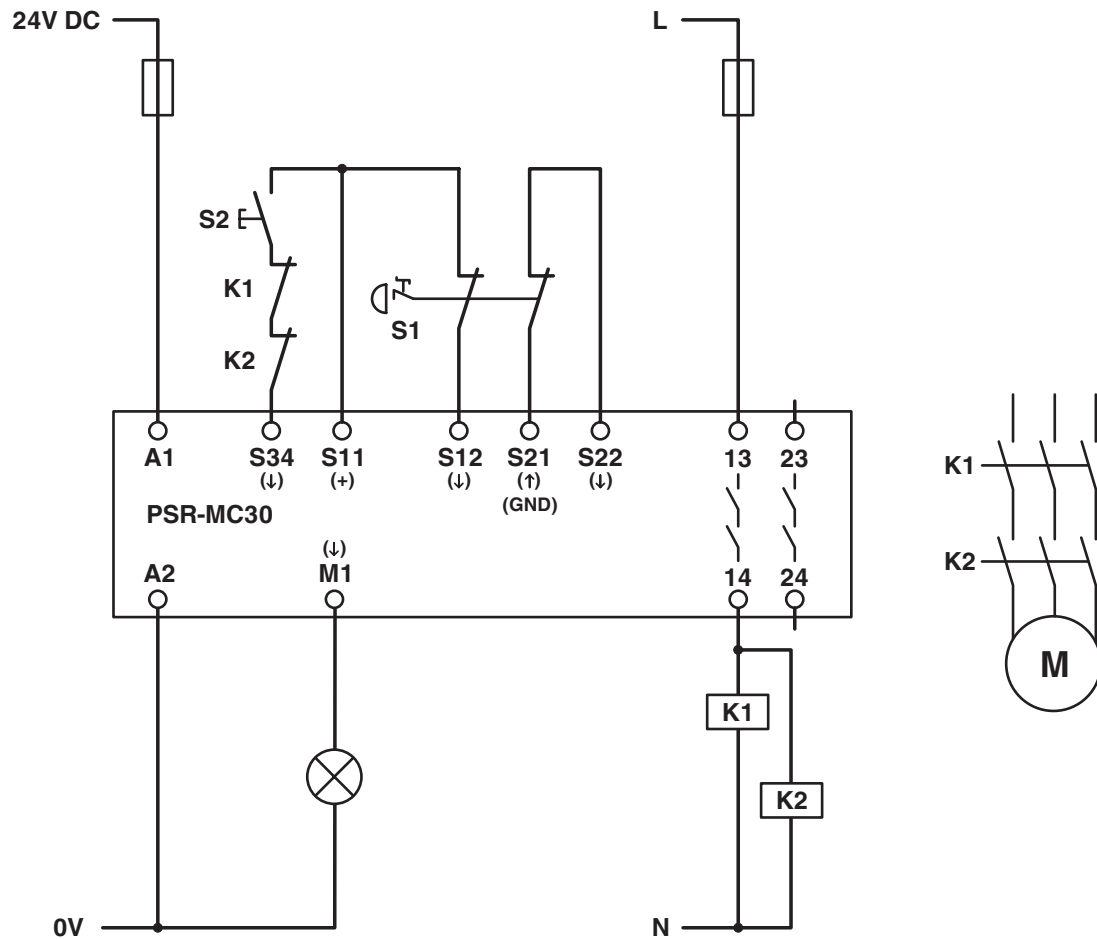 24V DC
L
S2
K1
S1
K2
A1
S34
(↓)
S11
(+)
S12
(↓)
S21
(↑)
(GND)
S22
(↓)
13
23
PSR-MC30
A2
(↓)
M1
14
24
K1
K2
0V
N
K1
K2
M